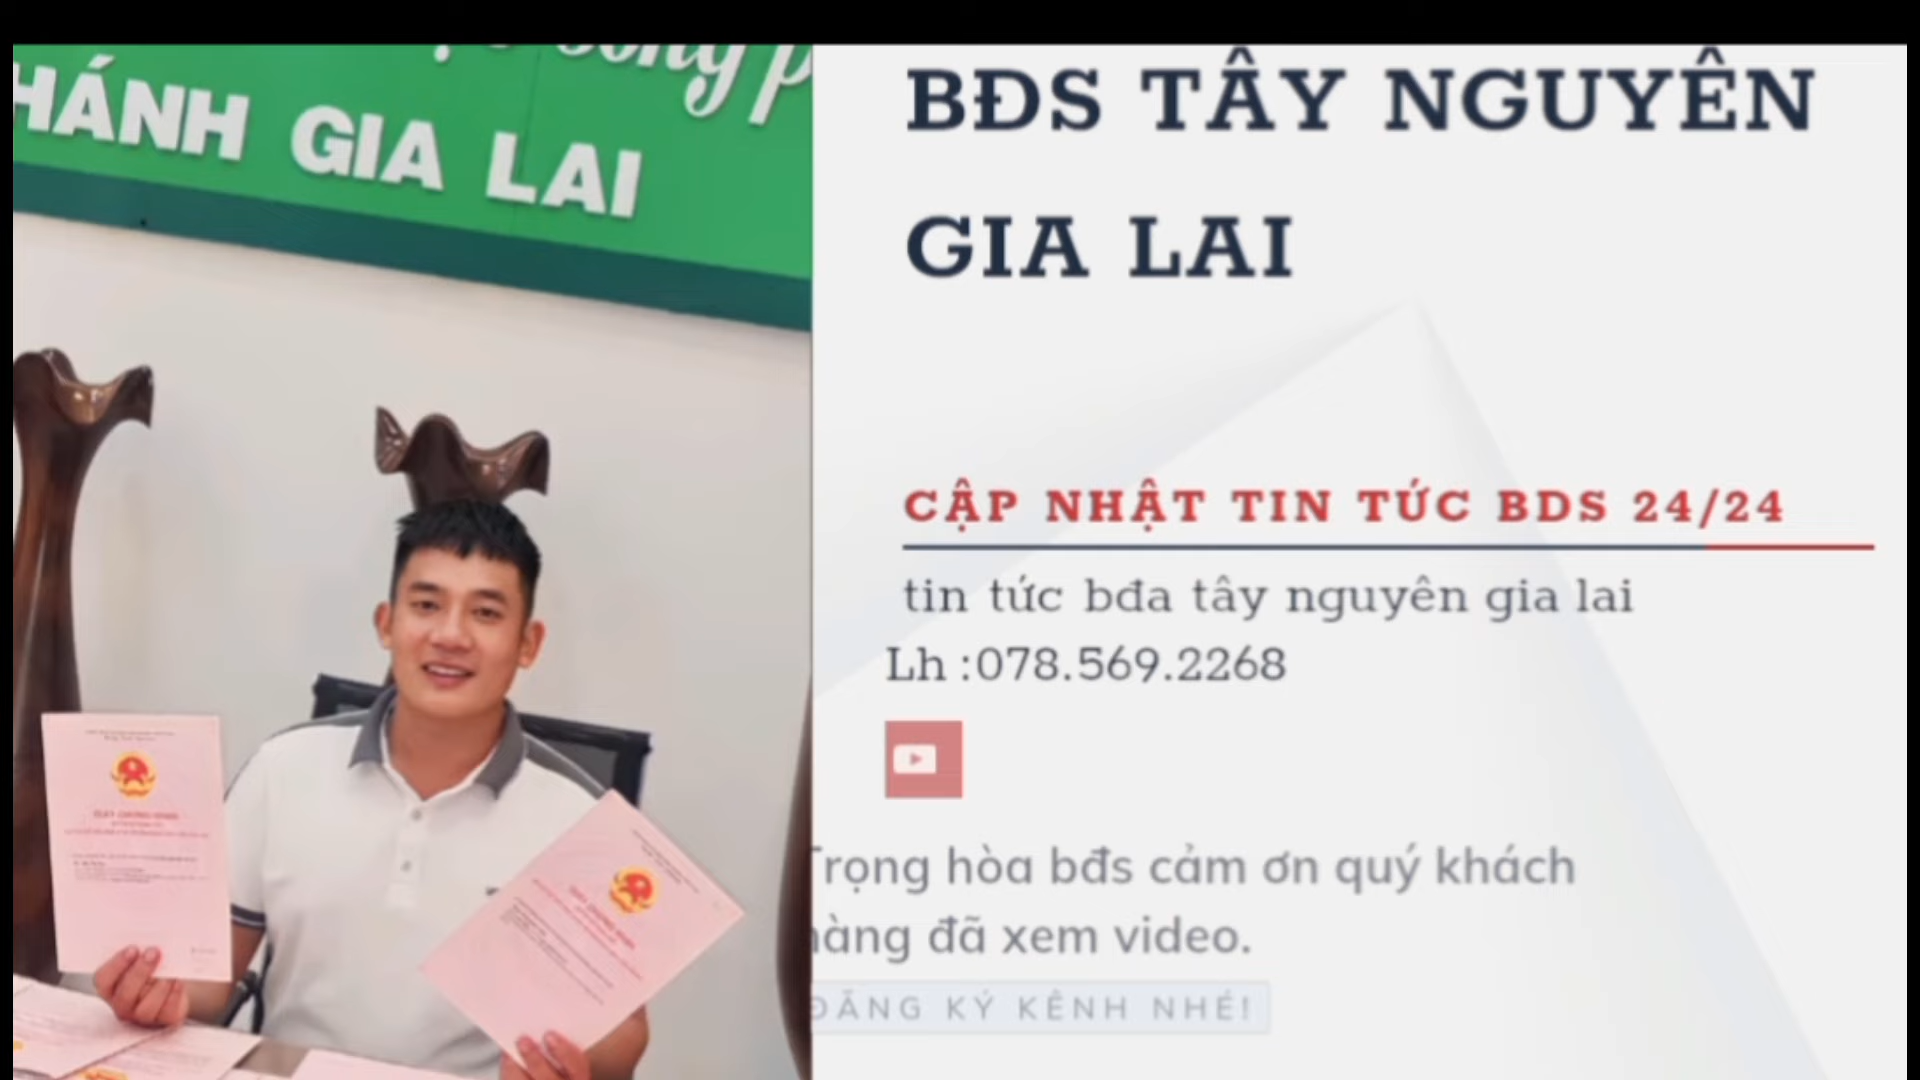 HÁNH GIA LAI
BĐS TÂY NGUYÊN
GIA LAI
CẬP NHẬT TIN TỨC BDS 24/24
tin tức bđa tây nguyên gia lai
Lh :078.569.2268
Trọng hòa bđs cảm ơn quý khách
hàng đã xem video.
ĐĂNG KÝ KÊNH NHÉ!